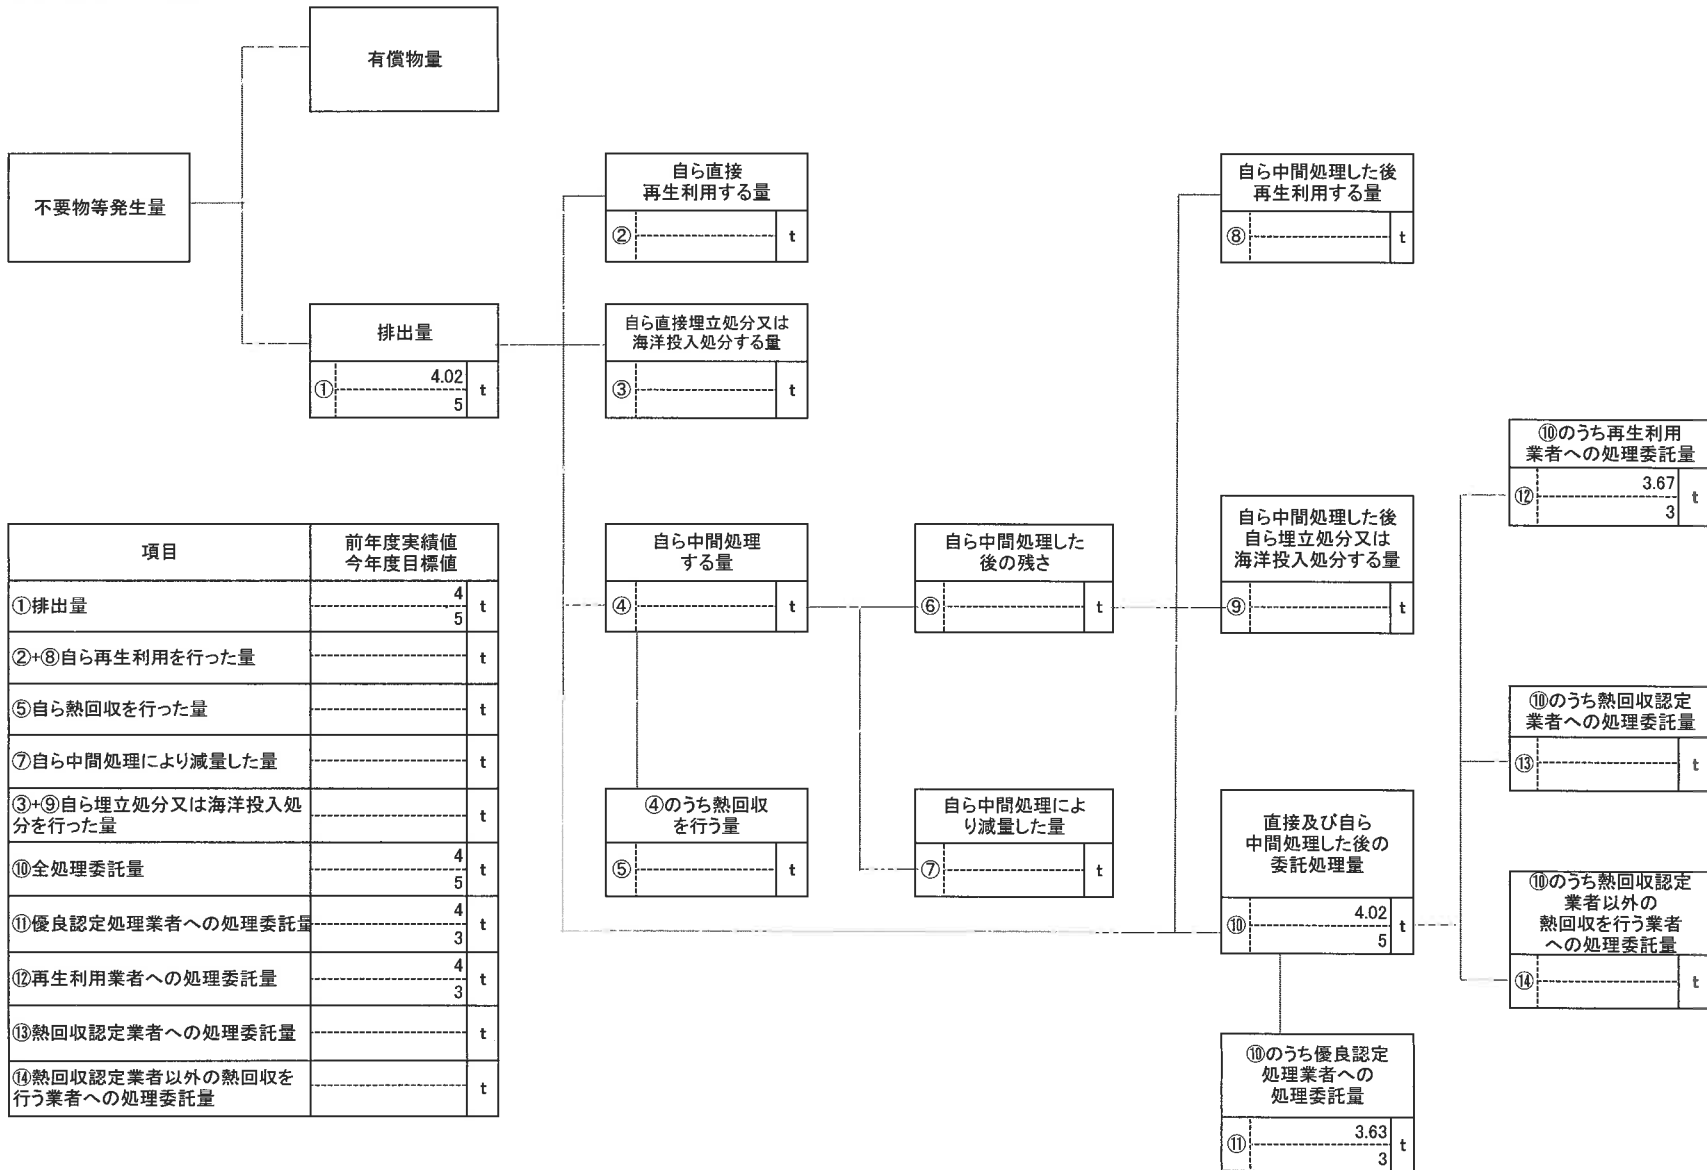 有償物量
不要物等発生量
排出量
①
4.02
5
t
自ら直接
再生利用する量
②
t
自ら直接埋立処分又は
海洋投入処分する量
③
t
自ら中間処理
する量
④
t
④のうち熱回収
を行う量
⑤
t
自ら中間処理した
後の残さ
⑥
t
自ら中間処理によ
り減量した量
⑦
t
自ら中間処理した後
再生利用する量
⑧
t
自ら中間処理した後
自ら埋立処分又は
海洋投入処分する量
⑨
t
直接及び自ら
中間処理した後の
委託処理量
⑩
4.02
5
t
⑩のうち優良認定
処理業者への
処理委託量
⑪
3.63
3
t
⑩のうち再生利用
業者への処理委託量
⑫
3.67
3
t
⑩のうち熱回収認定
業者への処理委託量
⑬
t
⑩のうち熱回収認定
業者以外の
熱回収を行う業者
への処理委託量
⑭
t
項目
前年度実績値
今年度目標値
①排出量
4
5
t
②+⑧自ら再生利用を行った量
t
⑤自ら熱回収を行った量
t
⑦自ら中間処理により減量した量
t
③+⑨自ら埋立処分又は海洋投入処
分を行った量
t
⑩全処理委託量
4
5
t
⑪優良認定処理業者への処理委託量
4
3
t
⑫再生利用業者への処理委託量
4
3
t
⑬熱回収認定業者への処理委託量
t
⑭熱回収認定業者以外の熱回収を
行う業者への処理委託量
t